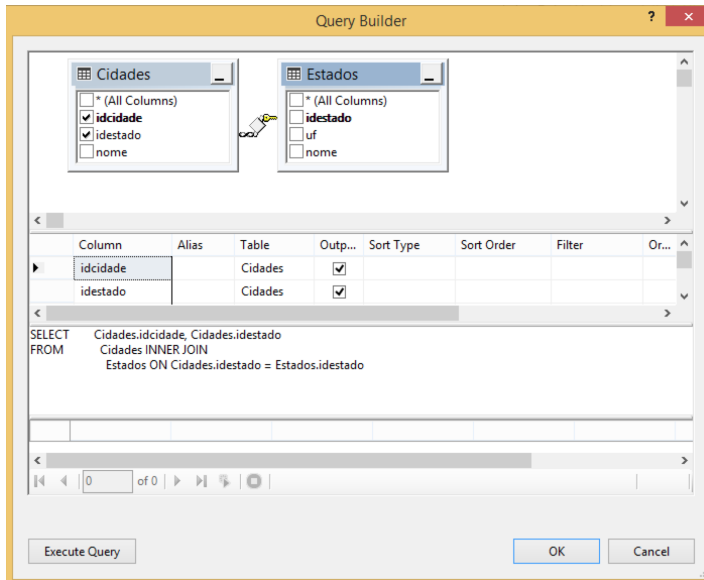 Query Builder ? ×
Cidades
* (All Columns)
idcidade
idestado
nome
Estados
* (All Columns)
idestado
uf
nome
Column Alias Table Outp... Sort Type Sort Order Filter Or...
idcidade Cidades
idestado Cidades
SELECT Cidades.idcidade, Cidades.idestado
FROM Cidades INNER JOIN
Estados ON Cidades.idestado = Estados.idestado
0 of 0
Execute Query OK Cancel